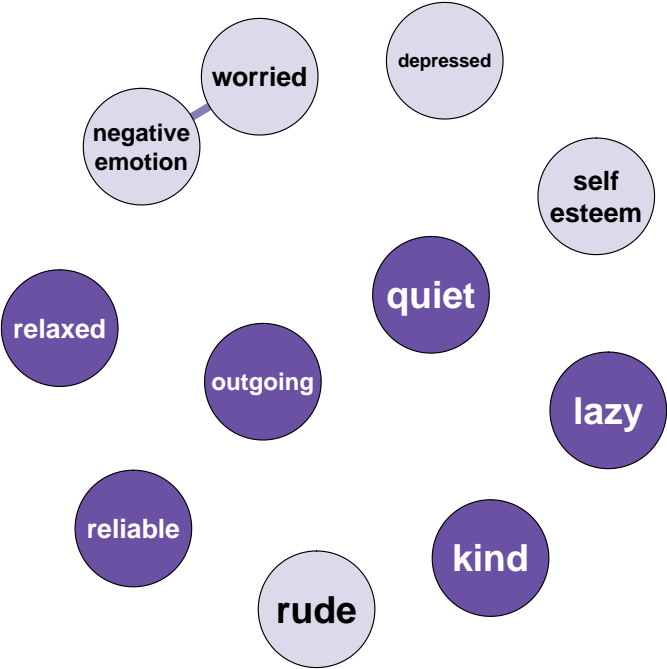 depressed
worried
negative
emotion
self
esteem
quiet
relaxed
outgoing
lazy
reliable
kind
rude